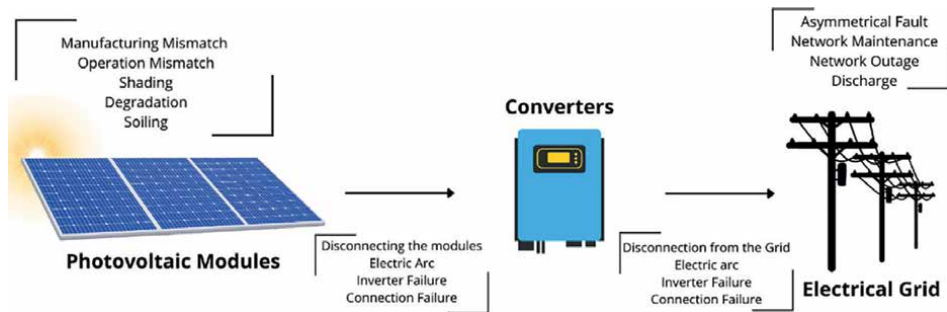 Manufacturing Mismatch
Operation Mismatch
Shading
Degradation
Soiling
Photovoltaic Modules
Disconnecting the modules
Electric Arc
Inverter Failure
Connection Failure
Converters
Disconnection from the Grid
Electric arc
Inverter Failure
Connection Failure
Asymmetrical Fault
Network Maintenance
Network Outage
Discharge
Electrical Grid